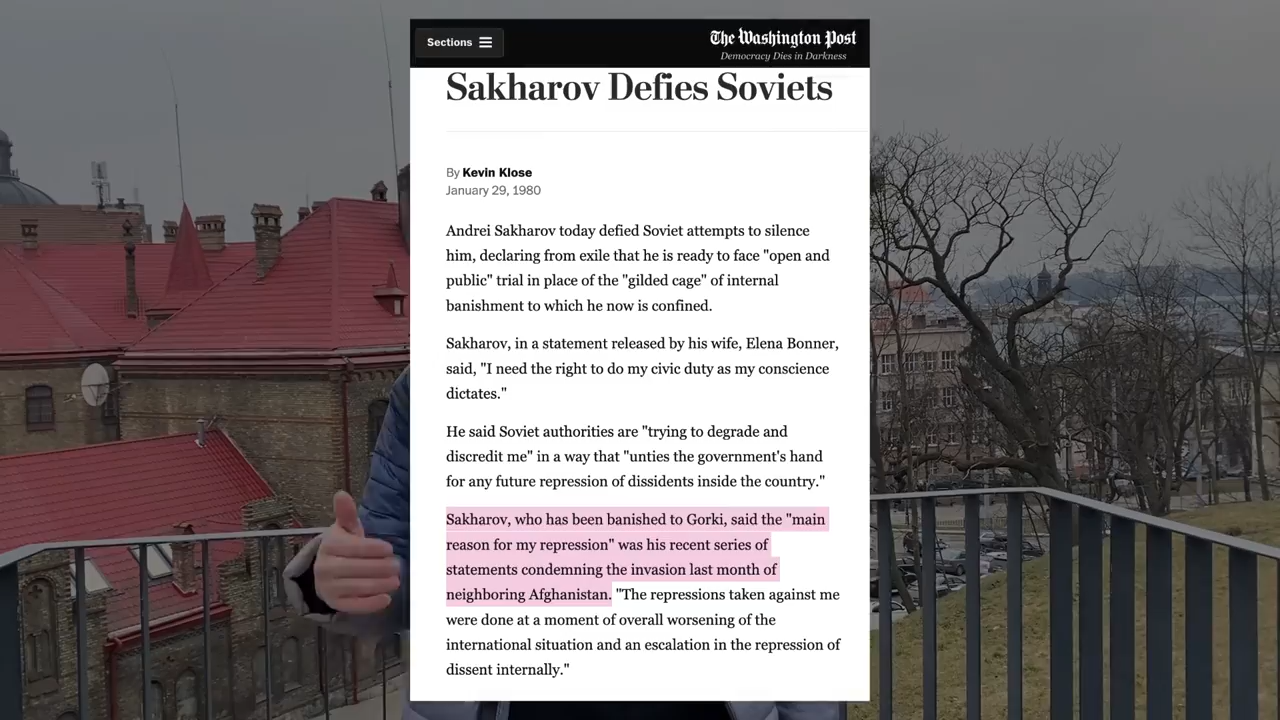 Sections
The Washington Post
Democracy Dies in Darkness
Sakharov Defies Soviets
By Kevin Klose
January 29, 1980
Andrei Sakharov today defied Soviet attempts to silence
him, declaring from exile that he is ready to face "open and
public" trial in place of the "gilded cage" of internal
banishment to which he now is confined.
Sakharov, in a statement released by his wife, Elena Bonner,
said, "I need the right to do my civic duty as my conscience
dictates."
He said Soviet authorities are "trying to degrade and
discredit me" in a way that "unties the government's hand
for any future repression of dissidents inside the country."
Sakharov, who has been banished to Gorki, said the "main
reason for my repression" was his recent series of
statements condemning the invasion last month of
neighboring Afghanistan. "The repressions taken against me
were done at a moment of overall worsening of the
international situation and an escalation in the repression of
dissent internally."